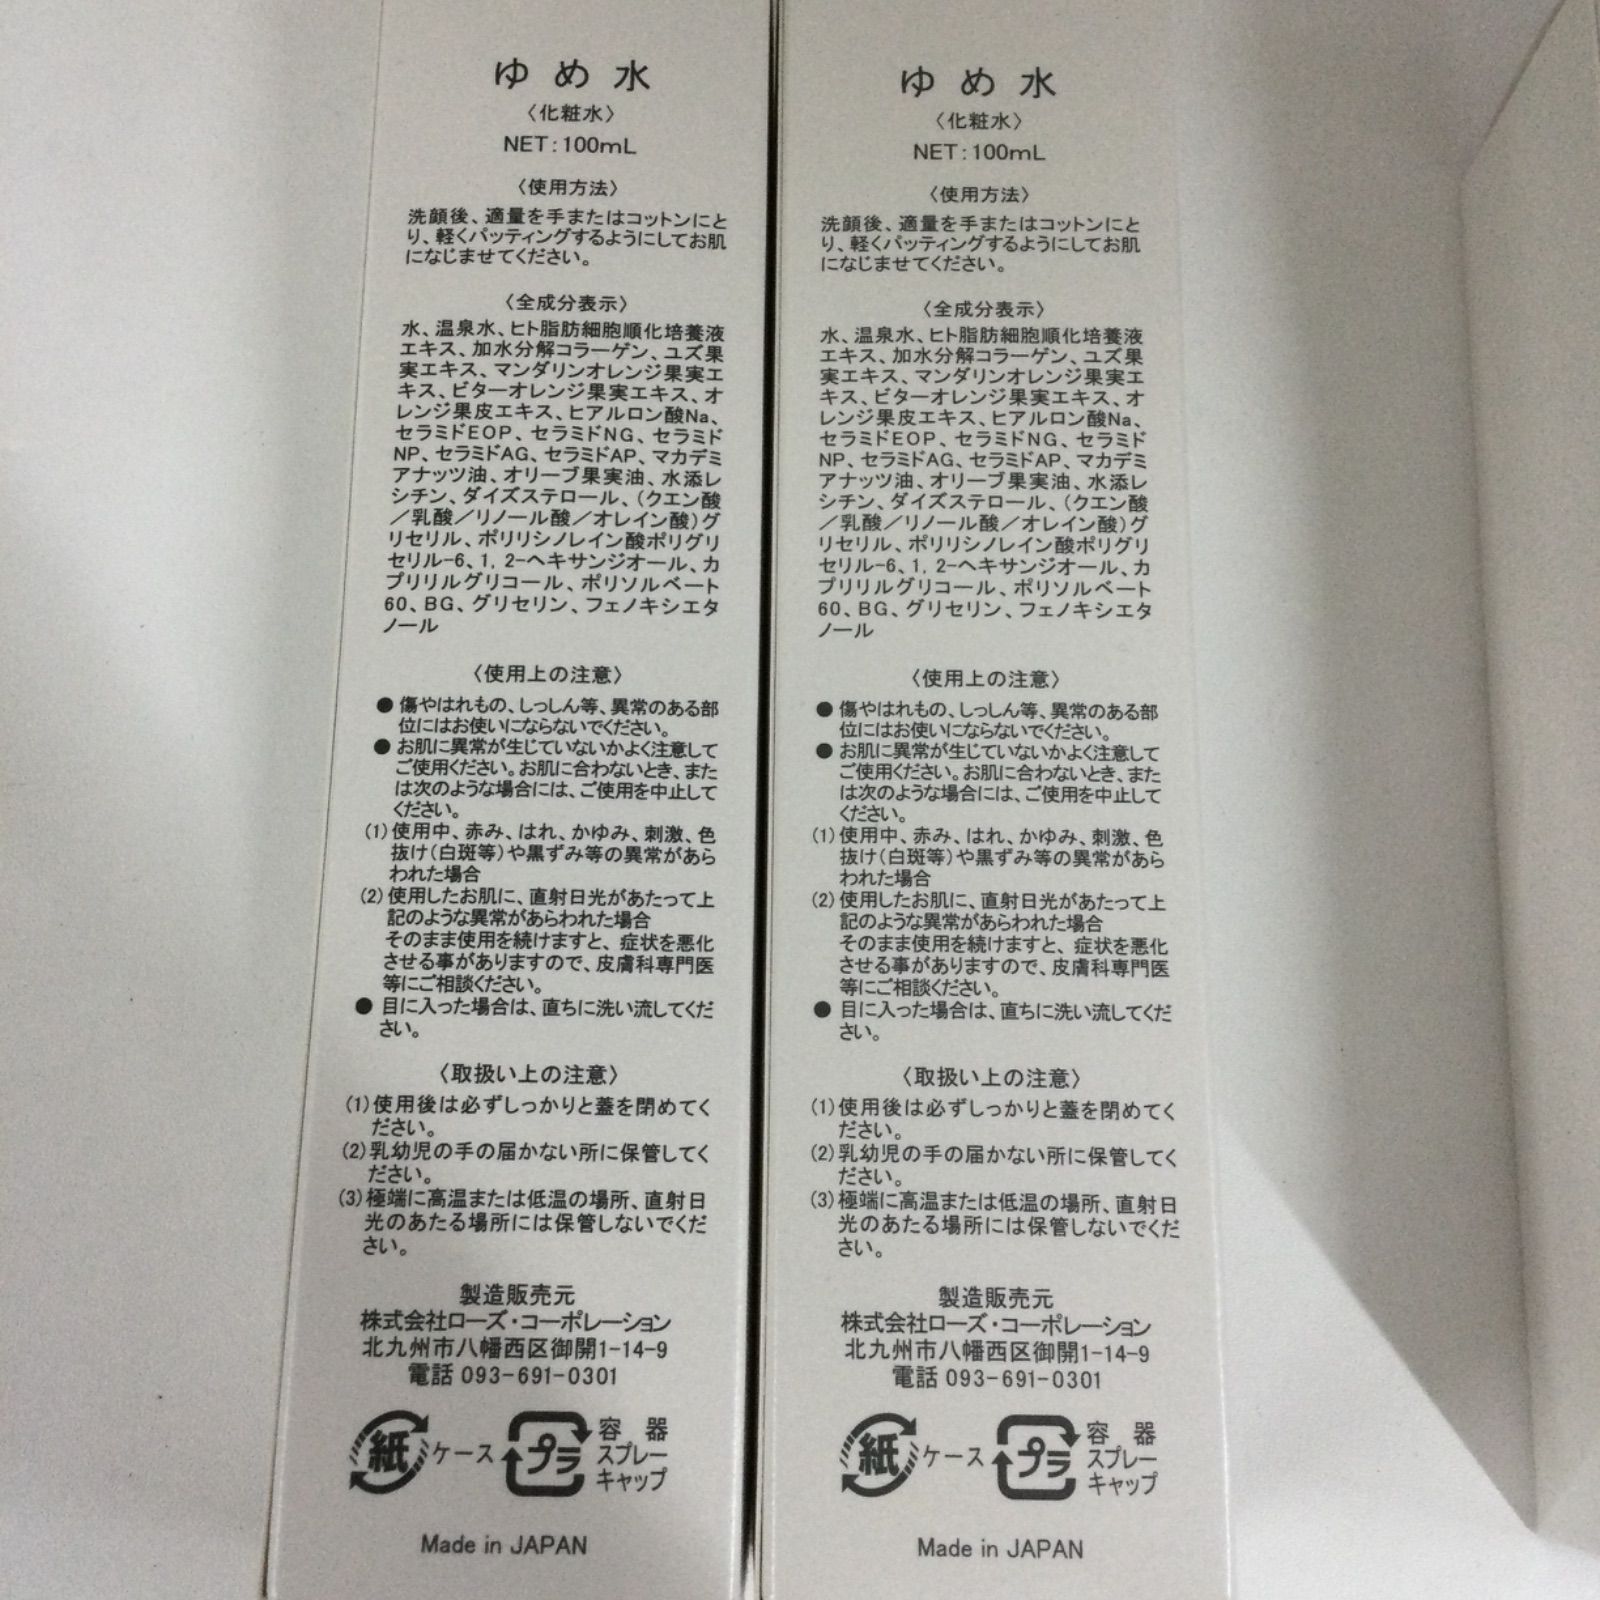 ゆめ水
〈化粧水〉
NET：100mL
〈使用方法〉
洗顔後、適量を手またはコットンにと
り、軽くパッティングするようにしてお肌
になじませてください。
〈全成分表示〉
水、温泉水、ヒト脂肪細胞順化培養液
エキス、加水分解コラーゲン、ユズ果
実エキス、マンダリンオレンジ果実エ
キス、ビターオレンジ果実エキス、オ
レンジ果皮エキス、ヒアルロン酸Na、
セラミドEOP、セラミドNG、セラミド
NP、セラミドAG、セラミドAP、マカデミ
アナッツ油、オリーブ果実油、水添レ
シチン、ダイズステロール、（クエン酸
／乳酸／リノール酸／オレイン酸）グ
リセリル、ポリリシノレイン酸ポリグリ
セリル-6、1，2-ヘキサンジオール、カ
プリリルグリコール、ポリソルベート
60、BG、グリセリン、フェノキシエタ
ノール
〈使用上の注意〉
● 傷やはれもの、しっしん等、異常のある部
位にはお使いにならないでください。
● お肌に異常が生じていないかよく注意して
ご使用ください。お肌に合わないとき、また
は次のような場合には、ご使用を中止して
ください。
(1) 使用中、赤み、はれ、かゆみ、刺激、色
抜け（白斑等）や黒ずみ等の異常があら
われた場合
(2) 使用したお肌に、直射日光があたって上
記のような異常があらわれた場合
そのまま使用を続けますと、症状を悪化
させる事がありますので、皮膚科専門医
等にご相談ください。
● 目に入った場合は、直ちに洗い流してくだ
さい。
〈取扱い上の注意〉
(1) 使用後は必ずしっかりと蓋を閉めてく
ださい。
(2) 乳幼児の手の届かない所に保管してく
ださい。
(3) 極端に高温または低温の場所、直射日
光のあたる場所には保管しないでくだ
さい。
製造販売元
株式会社ローズ・コーポレーション
北九州市八幡西区御開1-14-9
電話 093-691-0301
紙 ケース プラ 容器
スプレー
キャップ
Made in JAPAN
ゆめ水
〈化粧水〉
NET：100mL
〈使用方法〉
洗顔後、適量を手またはコットンにと
り、軽くパッティングするようにしてお肌
になじませてください。
〈全成分表示〉
水、温泉水、ヒト脂肪細胞順化培養液
エキス、加水分解コラーゲン、ユズ果
実エキス、マンダリンオレンジ果実エ
キス、ビターオレンジ果実エキス、オ
レンジ果皮エキス、ヒアルロン酸Na、
セラミドEOP、セラミドNG、セラミド
NP、セラミドAG、セラミドAP、マカデミ
アナッツ油、オリーブ果実油、水添レ
シチン、ダイズステロール、（クエン酸
／乳酸／リノール酸／オレイン酸）グ
リセリル、ポリリシノレイン酸ポリグリ
セリル-6、1，2-ヘキサンジオール、カ
プリリルグリコール、ポリソルベート
60、BG、グリセリン、フェノキシエタ
ノール
〈使用上の注意〉
● 傷やはれもの、しっしん等、異常のある部
位にはお使いにならないでください。
● お肌に異常が生じていないかよく注意して
ご使用ください。お肌に合わないとき、また
は次のような場合には、ご使用を中止して
ください。
(1) 使用中、赤み、はれ、かゆみ、刺激、色
抜け（白斑等）や黒ずみ等の異常があら
われた場合
(2) 使用したお肌に、直射日光があたって上
記のような異常があらわれた場合
そのまま使用を続けますと、症状を悪化
させる事がありますので、皮膚科専門医
等にご相談ください。
● 目に入った場合は、直ちに洗い流してくだ
さい。
〈取扱い上の注意〉
(1) 使用後は必ずしっかりと蓋を閉めてく
ださい。
(2) 乳幼児の手の届かない所に保管してく
ださい。
(3) 極端に高温または低温の場所、直射日
光のあたる場所には保管しないでくだ
さい。
製造販売元
株式会社ローズ・コーポレーション
北九州市八幡西区御開1-14-9
電話 093-691-0301
紙 ケース プラ 容器
スプレー
キャップ
Made in JAPAN